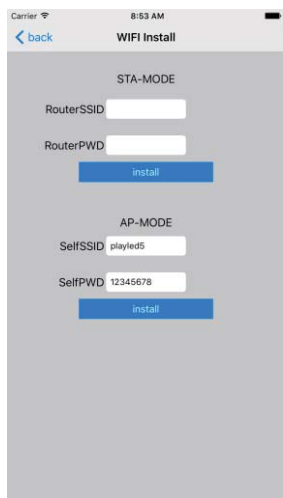 Carrier 8:53 AM
back WIFI Install
STA-MODE
RouterSSID
RouterPWD
install
AP-MODE
SelfSSID playled5
SelfPWD 12345678
install